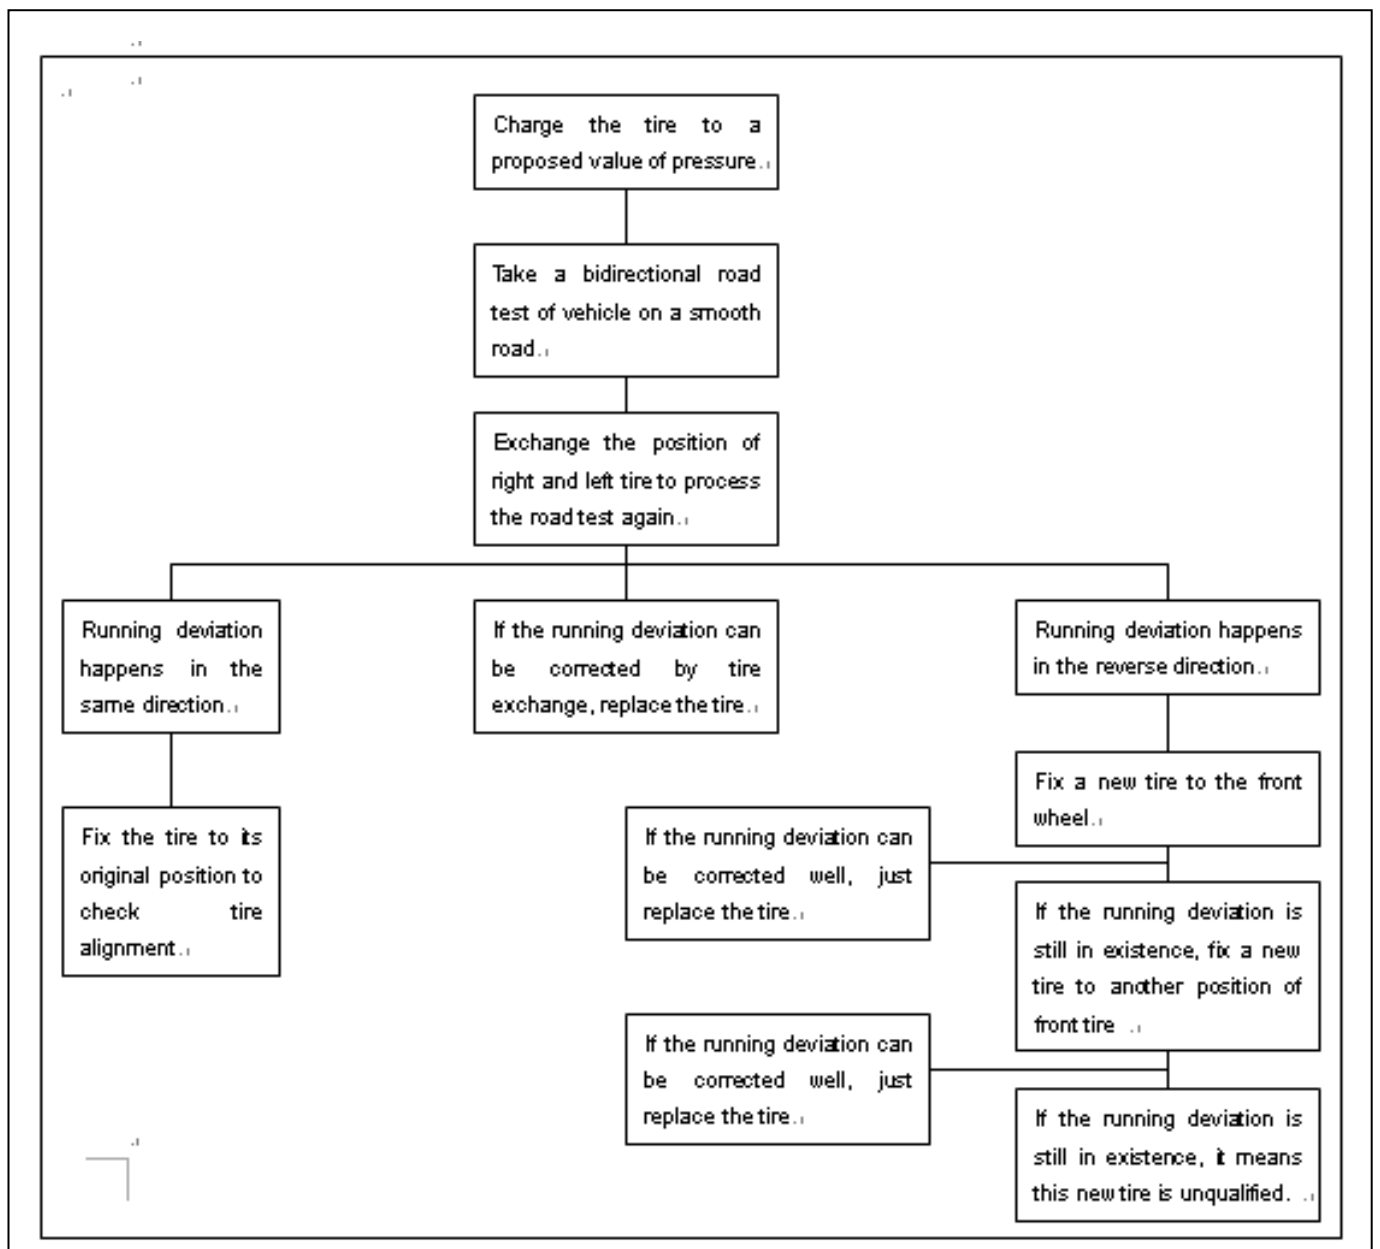 Charge the tire to a
proposed value of pressure.
Take a bidirectional road
test of vehicle on a smooth
road.
Exchange the position of
right and left tire to process
the road test again.
Running deviation
happens in the
same direction.
If the running deviation can
be corrected by tire
exchange, replace the tire.
Running deviation happens
in the reverse direction.
Fix the tire to its
original position to
check tire
alignment.
Fix a new tire to the front
wheel.
If the running deviation can
be corrected well, just
replace the tire.
If the running deviation is
still in existence, fix a new
tire to another position of
front tire
If the running deviation can
be corrected well, just
replace the tire.
If the running deviation is
still in existence, it means
this new tire is unqualified.